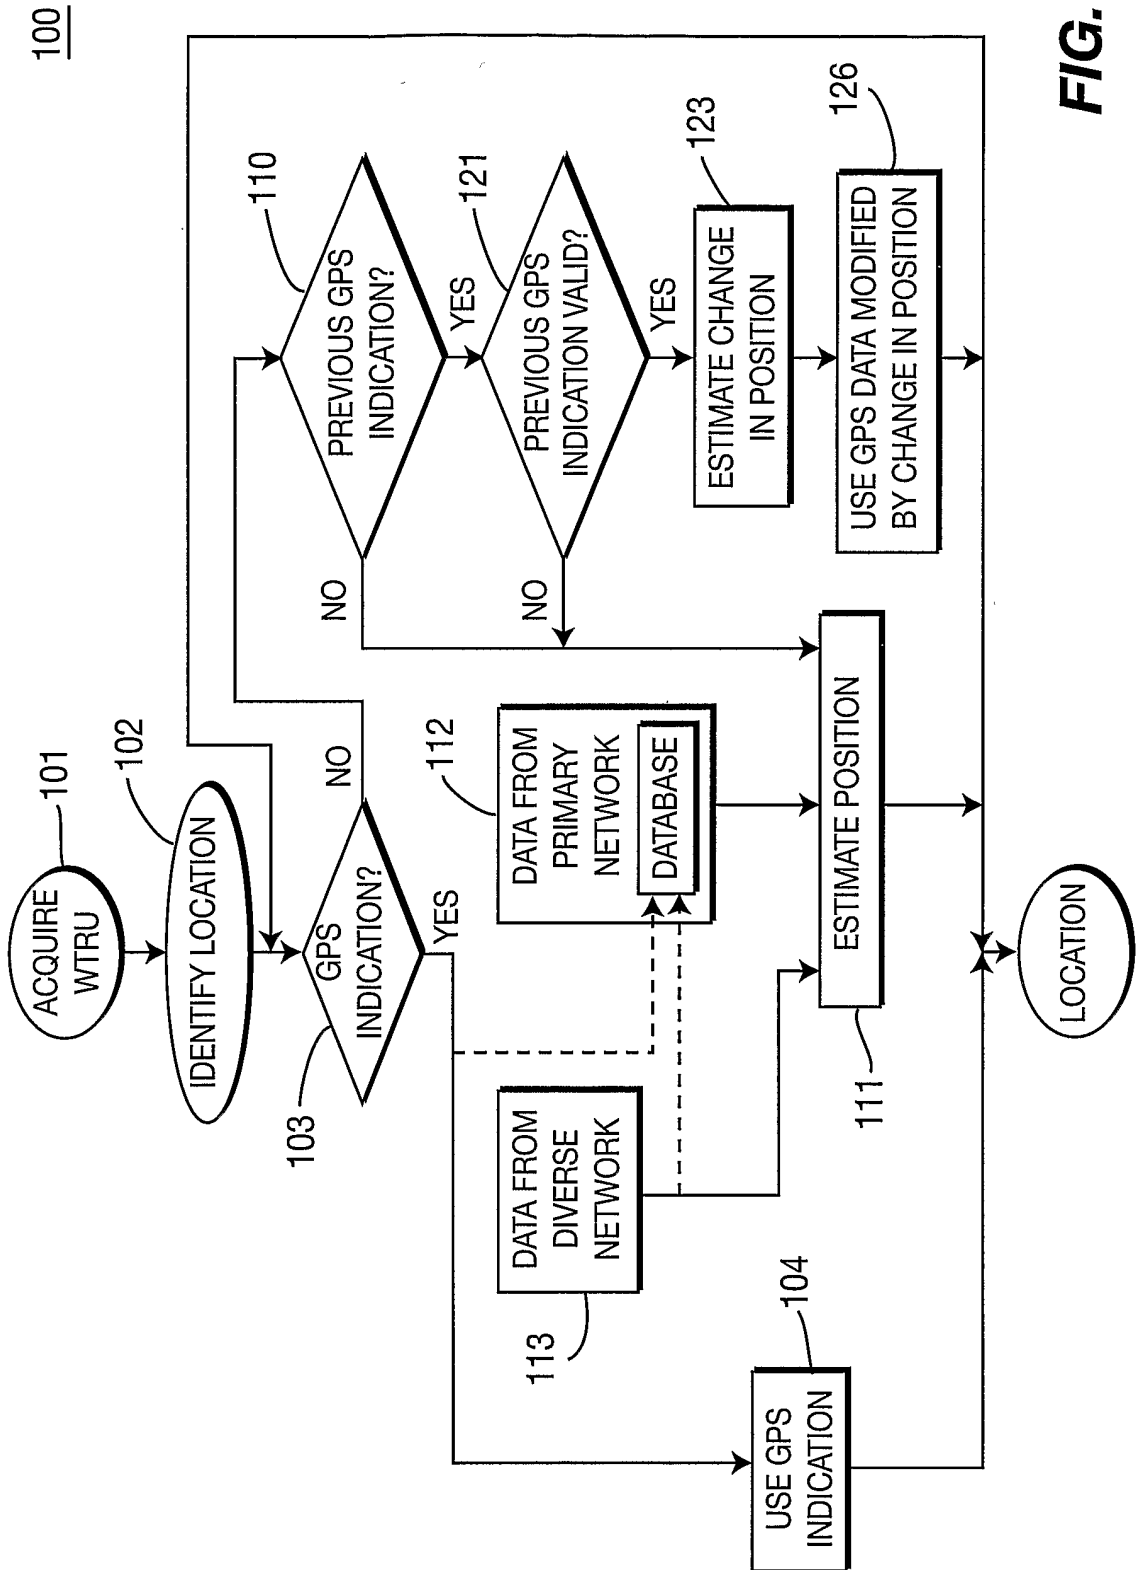 100
ACQUIRE
WTRU
101
IDENTIFY LOCATION
102
GPS
INDICATION?
103
NO
YES
PREVIOUS GPS
INDICATION?
110
NO
YES
PREVIOUS GPS
INDICATION VALID?
121
NO
YES
DATA FROM
DIVERSE
NETWORK
113
DATA FROM
PRIMARY
NETWORK
DATABASE
112
ESTIMATE CHANGE
IN POSITION
123
USE GPS
INDICATION
104
ESTIMATE POSITION
111
USE GPS DATA MODIFIED
BY CHANGE IN POSITION
126
LOCATION
FIG.